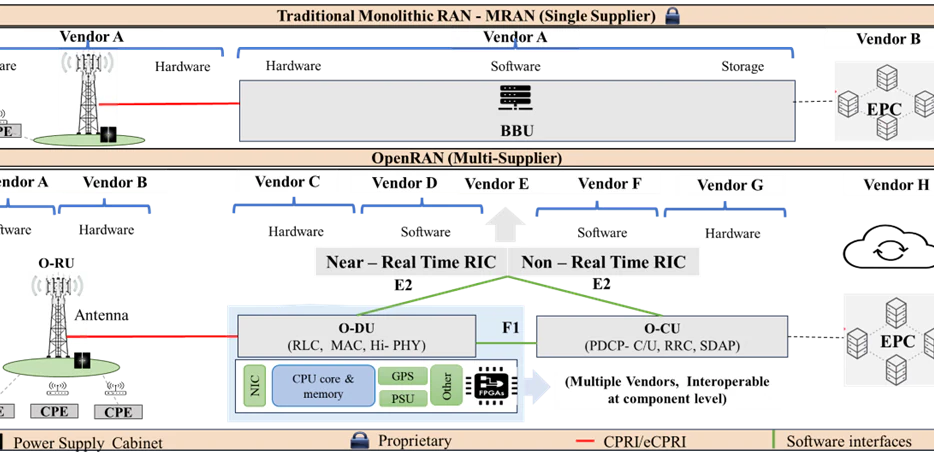 Traditional Monolithic RAN - MRAN (Single Supplier)
Vendor A
Vendor A
Vendor B
Hardware
Hardware
Software
Storage
EPC
BBU
OpenRAN (Multi-Supplier)
Vendor B
Vendor C
Vendor D
Vendor E
Vendor F
Vendor G
Vendor H
Hardware
Hardware
Software
Software
Hardware
O-RU
Near – Real Time RIC
Non – Real Time RIC
E2
E2
Antenna
O-DU
(RLC, MAC, Hi- PHY)
F1
O-CU
(PDCP- C/U, RRC, SDAP)
EPC
NIC
CPU core &
memory
GPS
PSU
Other
FPGAs
(Multiple Vendors, Interoperable
at component level)
CPE
CPE
Power Supply Cabinet
Proprietary
CPRI/eCPRI
Software interfaces